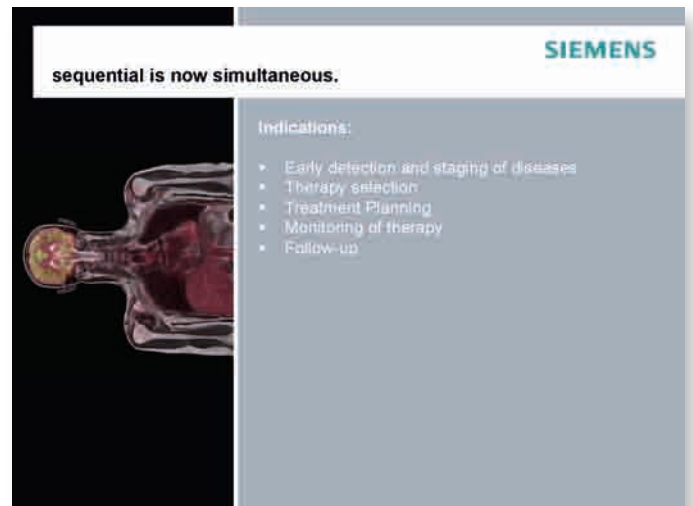 SIEMENS
sequential is now simultaneous.
Indications:
Early detection and staging of diseases
Therapy selection
Treatment Planning
Monitoring of therapy
Follow-up